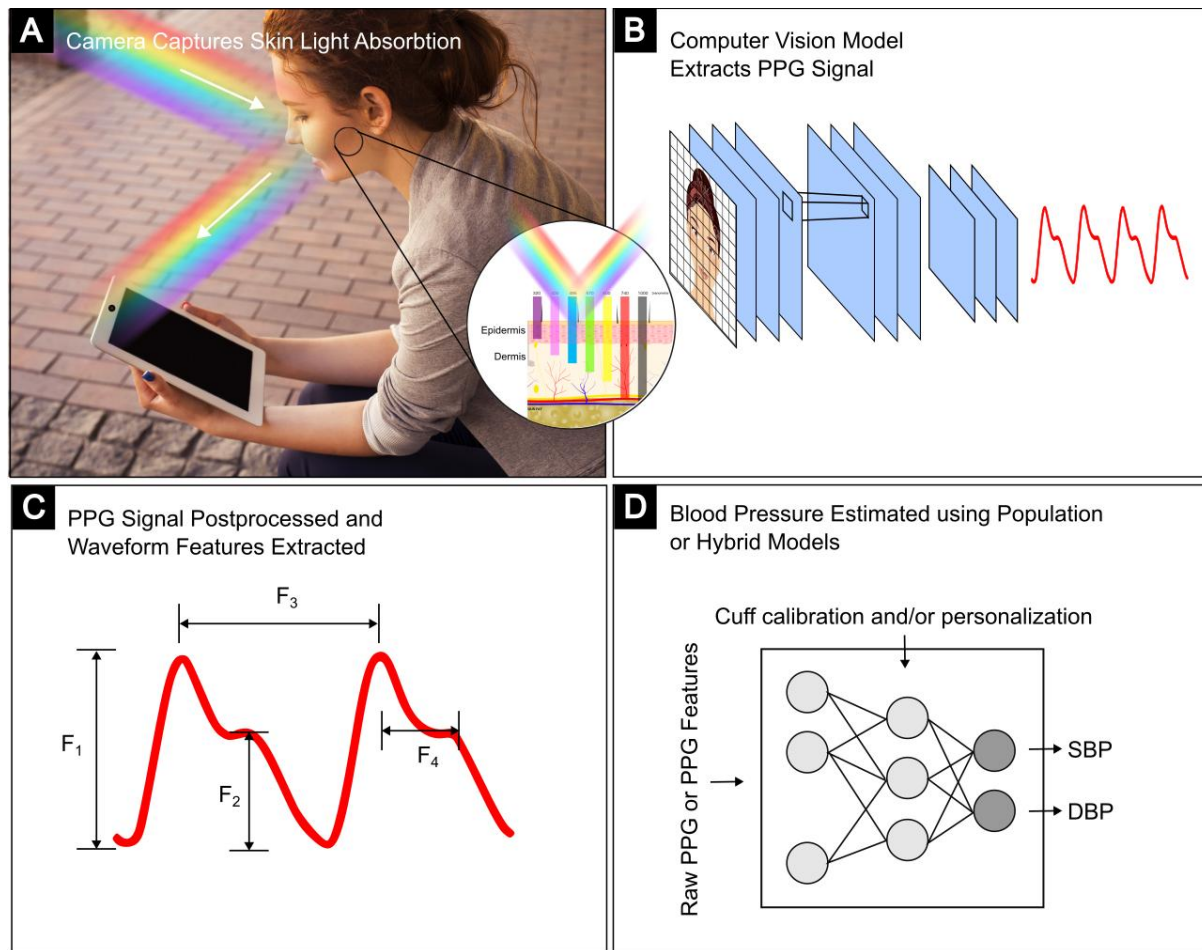 A
Camera Captures Skin Light Absorbtion
Epidermis
Dermis
B
Computer Vision Model
Extracts PPG Signal
C
PPG Signal Postprocessed and
Waveform Features Extracted
F3
F1
F2
F4
D
Blood Pressure Estimated using Population
or Hybrid Models
Cuff calibration and/or personalization
Raw PPG or PPG Features
SBP
DBP